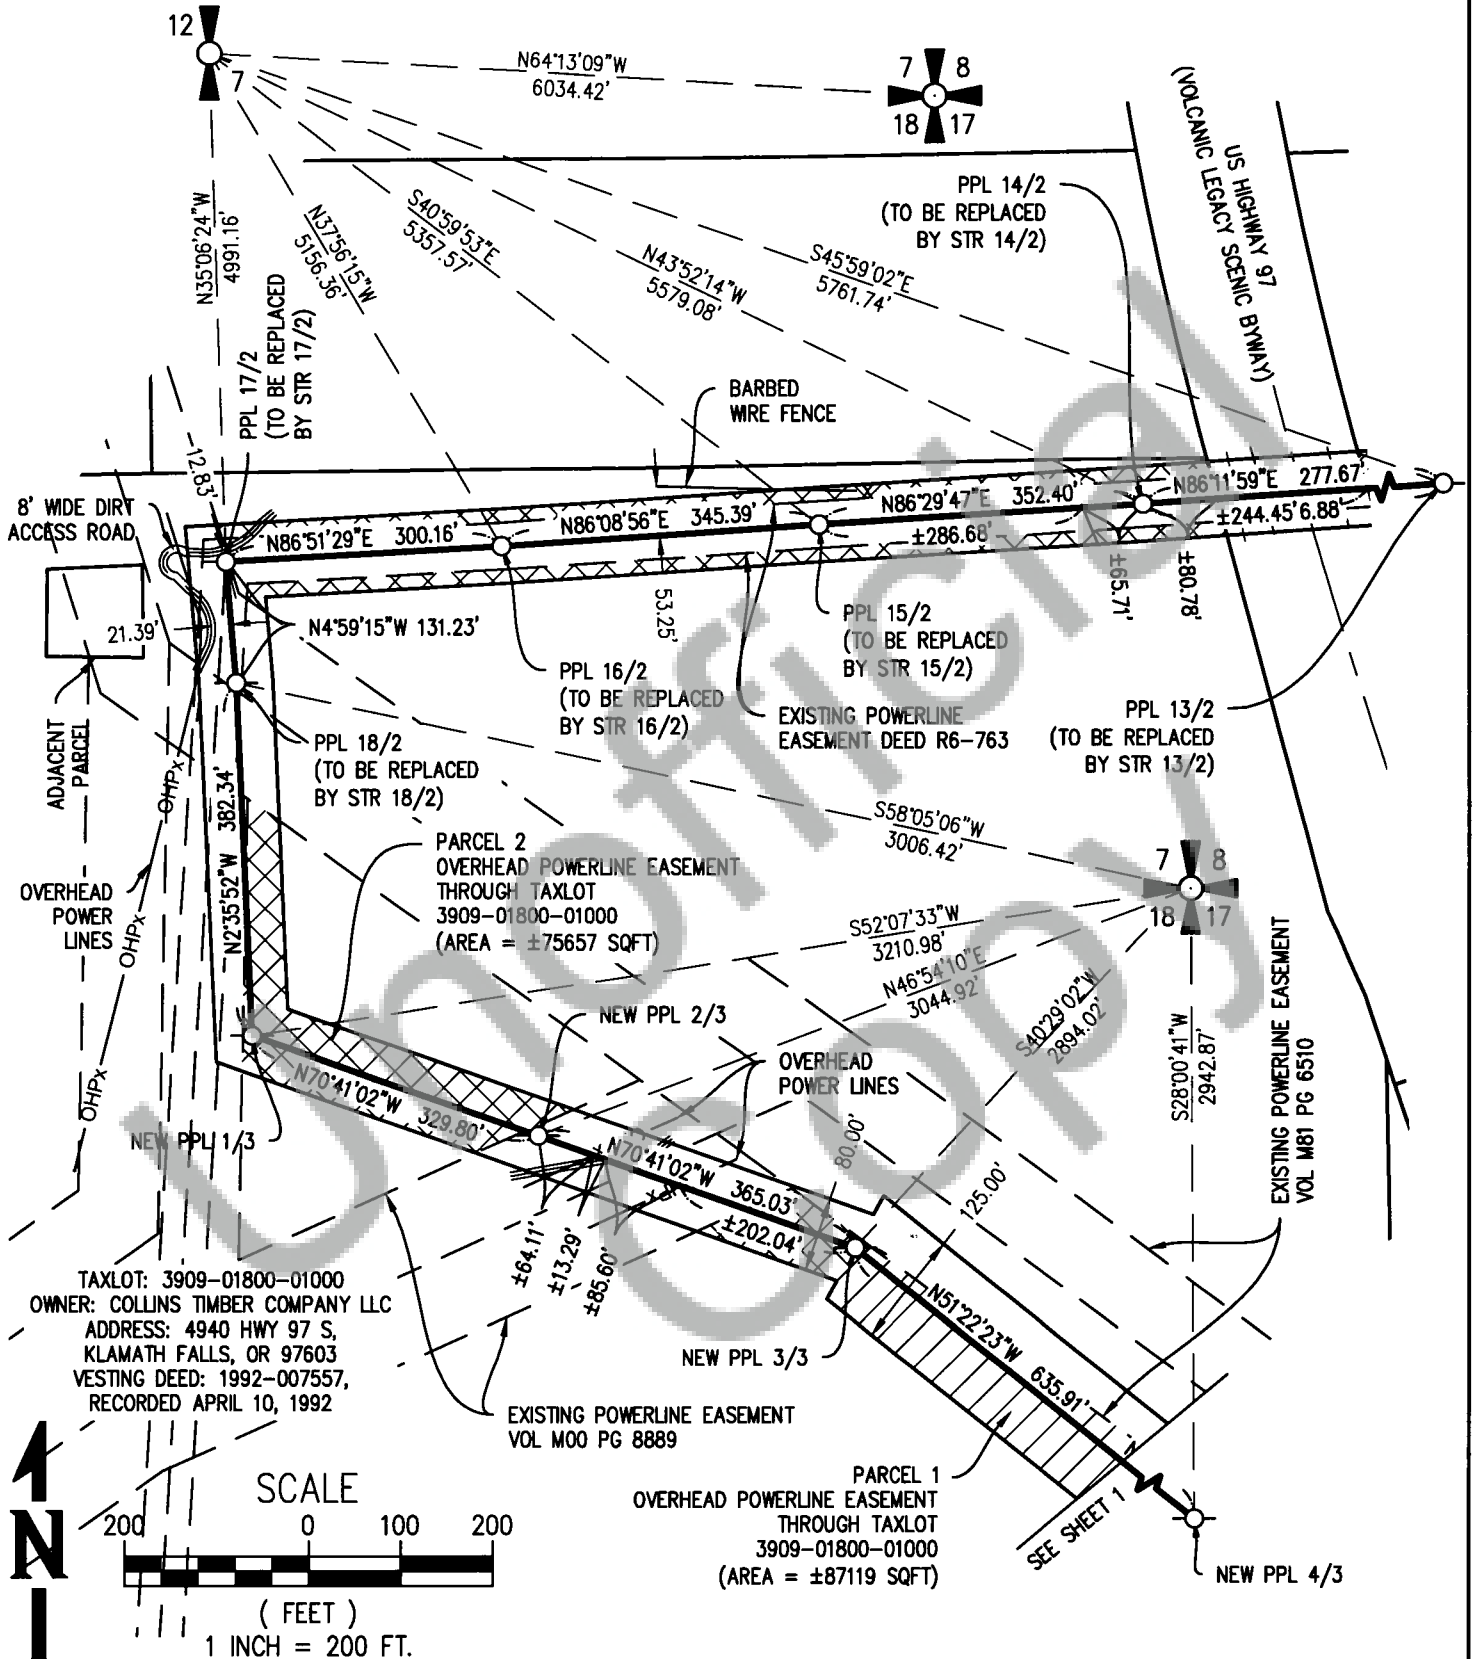 12
7
N64°13'09"W
6034.42'
7 8
18 17
(VOLCANIC LEGACY SCENIC BYWAY)
US HIGHWAY 97
PPL 14/2
(TO BE REPLACED
BY STR 14/2)
N35°06'24"W
4991.16'
N37°56'15"W
5156.36'
S40°59'53"E
5357.57'
N43°52'14"W
5579.08'
S45°59'02"E
5761.74'
PPL 17/2
(TO BE REPLACED
BY STR 17/2)
BARBED
WIRE FENCE
12.83'
8' WIDE DIRT
ACCESS ROAD
N86°51'29"E 300.16'
N86°08'56"E 345.39'
N86°29'47"E 352.40'
N86°11'59"E 277.67'
±286.68'
±244.45'
6.88'
53.25'
±65.71'
±80.78'
21.39'
N4°59'15"W 131.23'
PPL 16/2
(TO BE REPLACED
BY STR 16/2)
PPL 15/2
(TO BE REPLACED
BY STR 15/2)
EXISTING POWERLINE
EASEMENT DEED R6-763
PPL 13/2
(TO BE REPLACED
BY STR 13/2)
ADJACENT
PARCEL
PPL 18/2
(TO BE REPLACED
BY STR 18/2)
OHPx
N2°35'52"W 382.34'
PARCEL 2
OVERHEAD POWERLINE EASEMENT
THROUGH TAXLOT
3909-01800-01000
(AREA = ±75657 SQFT)
S58°05'06"W
3006.42'
7 8
18 17
OVERHEAD
POWER
LINES
OHPx
S52°07'33"W
3210.98'
N46°54'10"E
3044.92'
S40°29'02"W
2894.02'
S28°00'41"W
2942.87'
EXISTING POWERLINE EASEMENT
VOL M81 PG 6510
NEW PPL 2/3
OVERHEAD
POWER LINES
OHPx
N70°41'02"W 329.80'
NEW PPL 1/3
N70°41'02"W 365.03'
80.00'
125.00'
±202.04'
±64.11'
±13.29'
±85.60'
TAXLOT: 3909-01800-01000
OWNER: COLLINS TIMBER COMPANY LLC
ADDRESS: 4940 HWY 97 S,
KLAMATH FALLS, OR 97603
VESTING DEED: 1992-007557,
RECORDED APRIL 10, 1992
NEW PPL 3/3
N51°22'23"W 635.91'
EXISTING POWERLINE EASEMENT
VOL M00 PG 8889
PARCEL 1
OVERHEAD POWERLINE EASEMENT
THROUGH TAXLOT
3909-01800-01000
(AREA = ±87119 SQFT)
SEE SHEET 1
NEW PPL 4/3
N
SCALE
200 0 100 200
( FEET )
1 INCH = 200 FT.
Unofficial
Copy